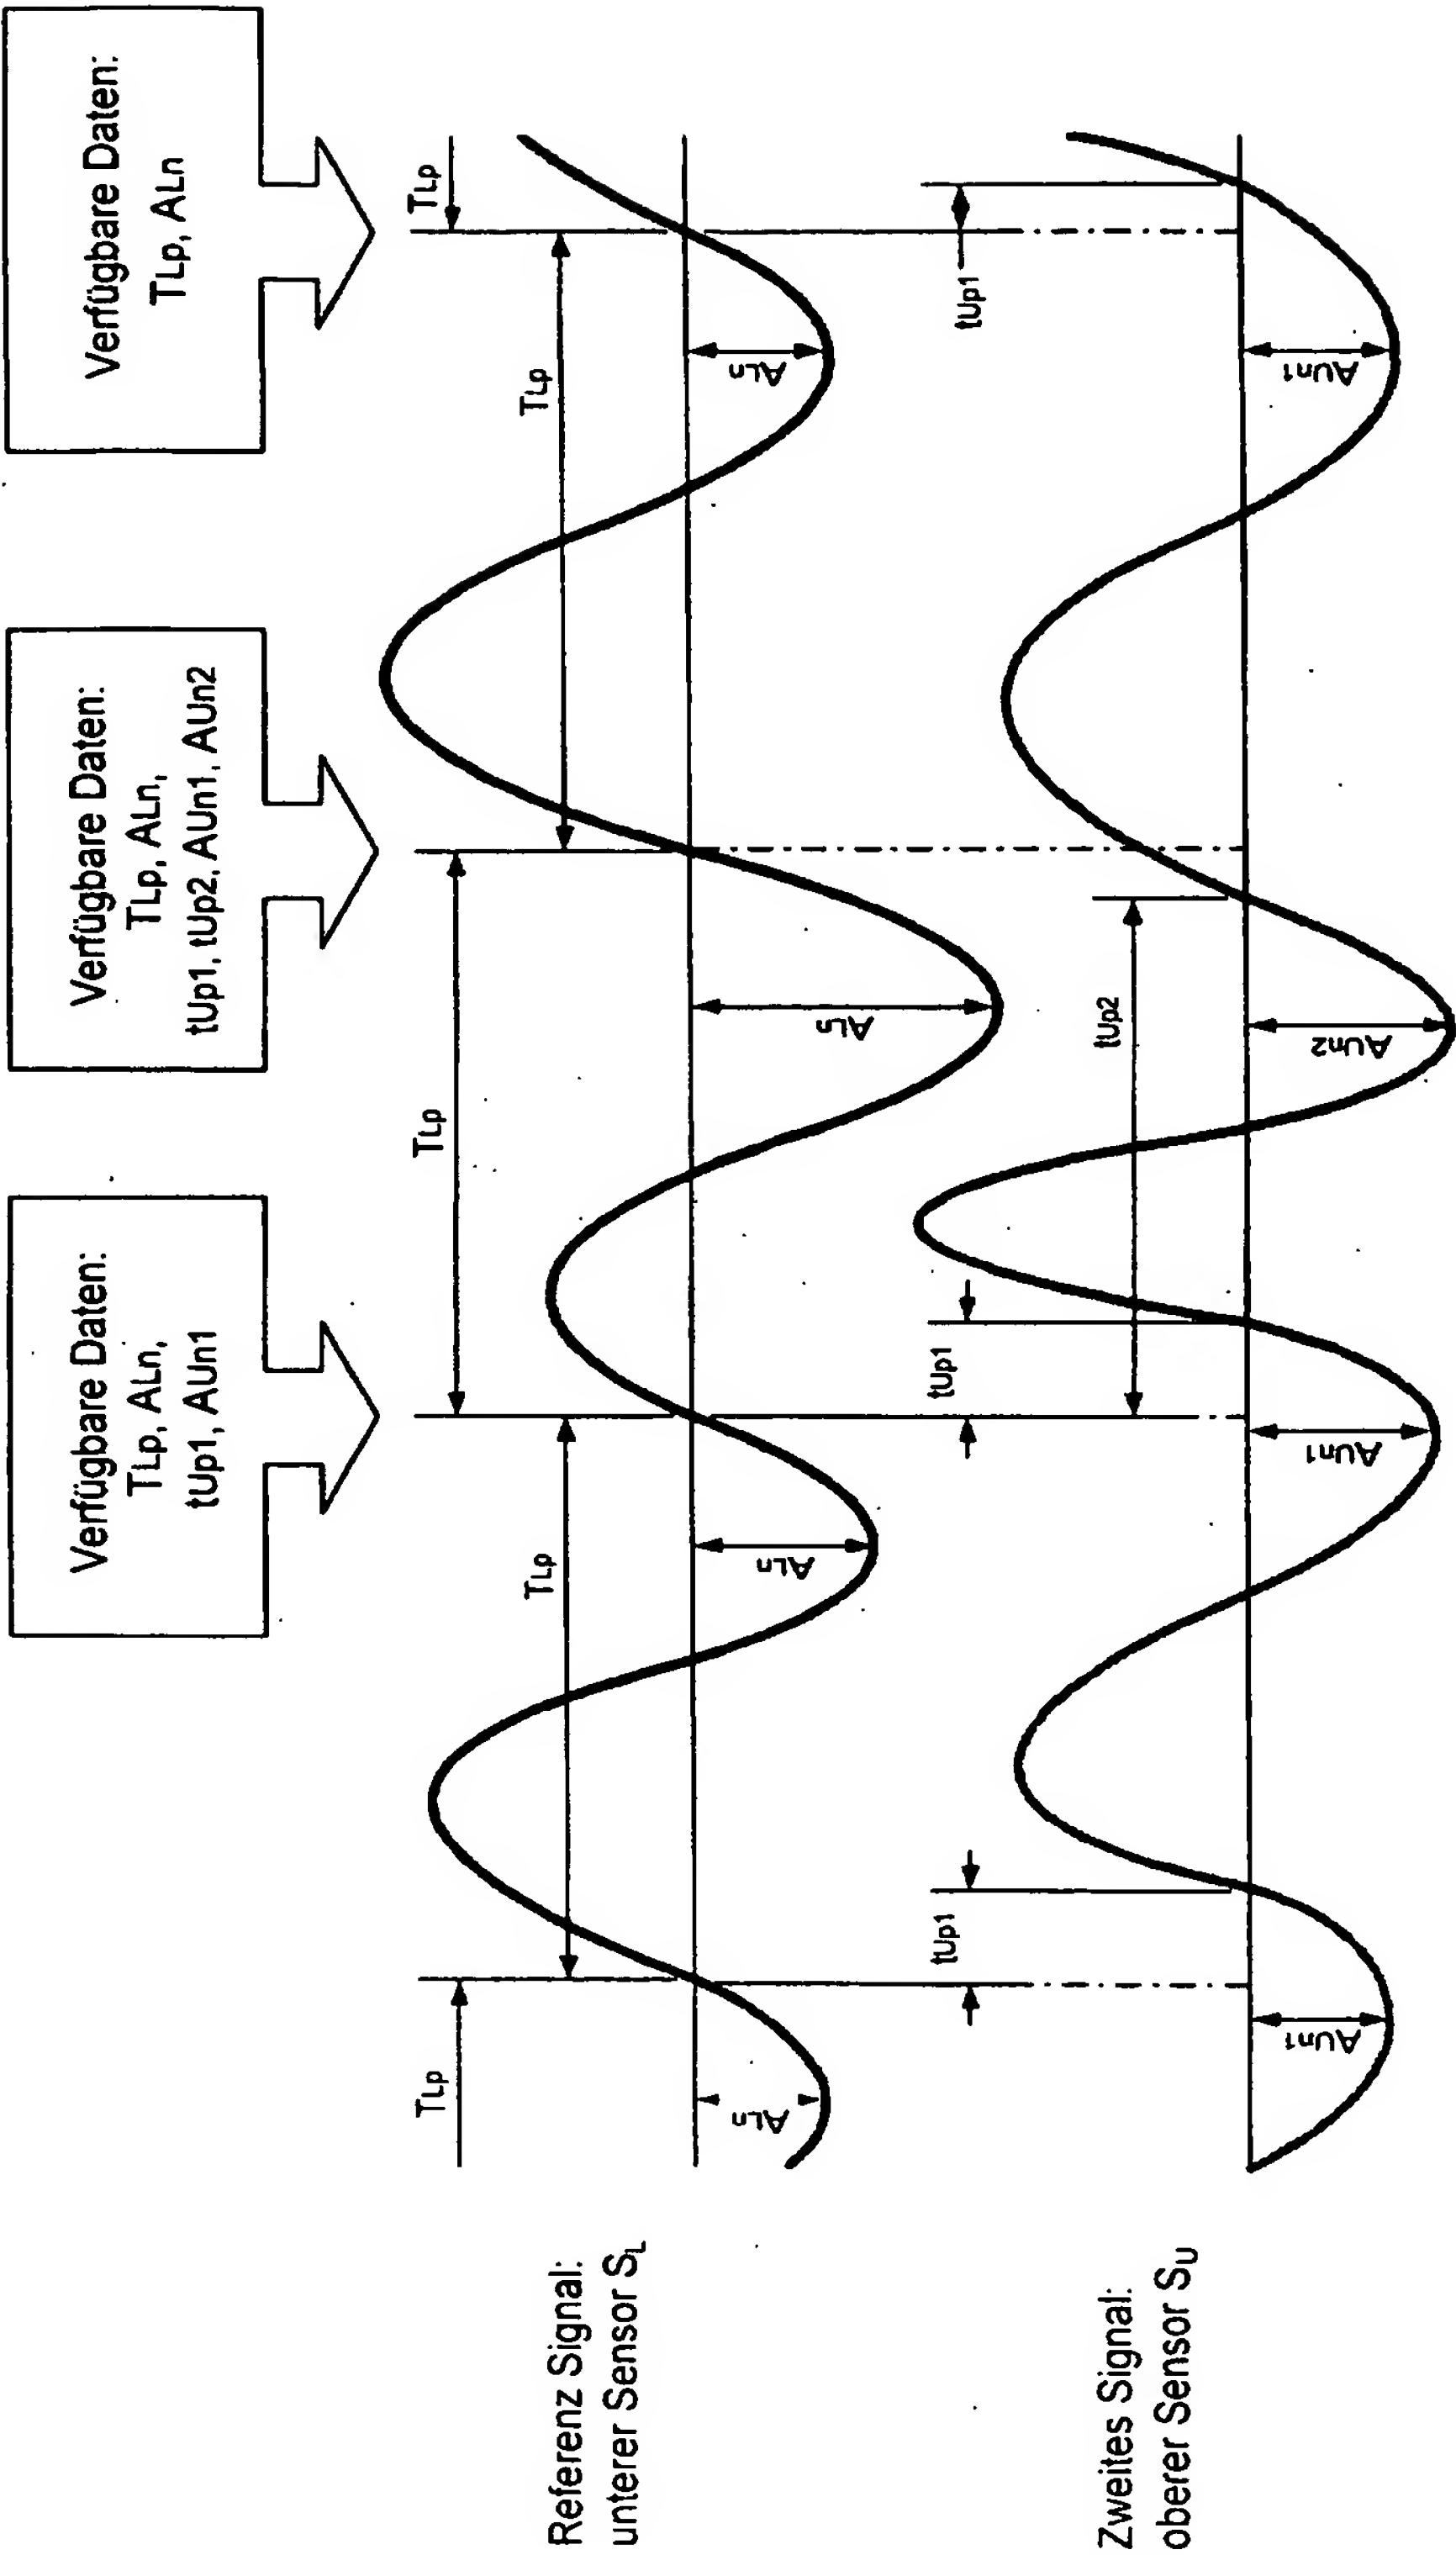 Verfügbare Daten:
TLp, ALn,
tUp1, AUn1
Verfügbare Daten:
TLp, ALn,
tUp1, tUp2, AUn1, AUn2
Verfügbare Daten:
TLp, ALn
TLp
TLp
TLp
TLp
TLp
Referenz Signal:
unterer Sensor SL
ALn
ALn
ALn
ALn
tUp1
tUp1
tUp2
tUp1
Zweites Signal:
oberer Sensor SU
AUn1
AUn1
AUn2
AUn1